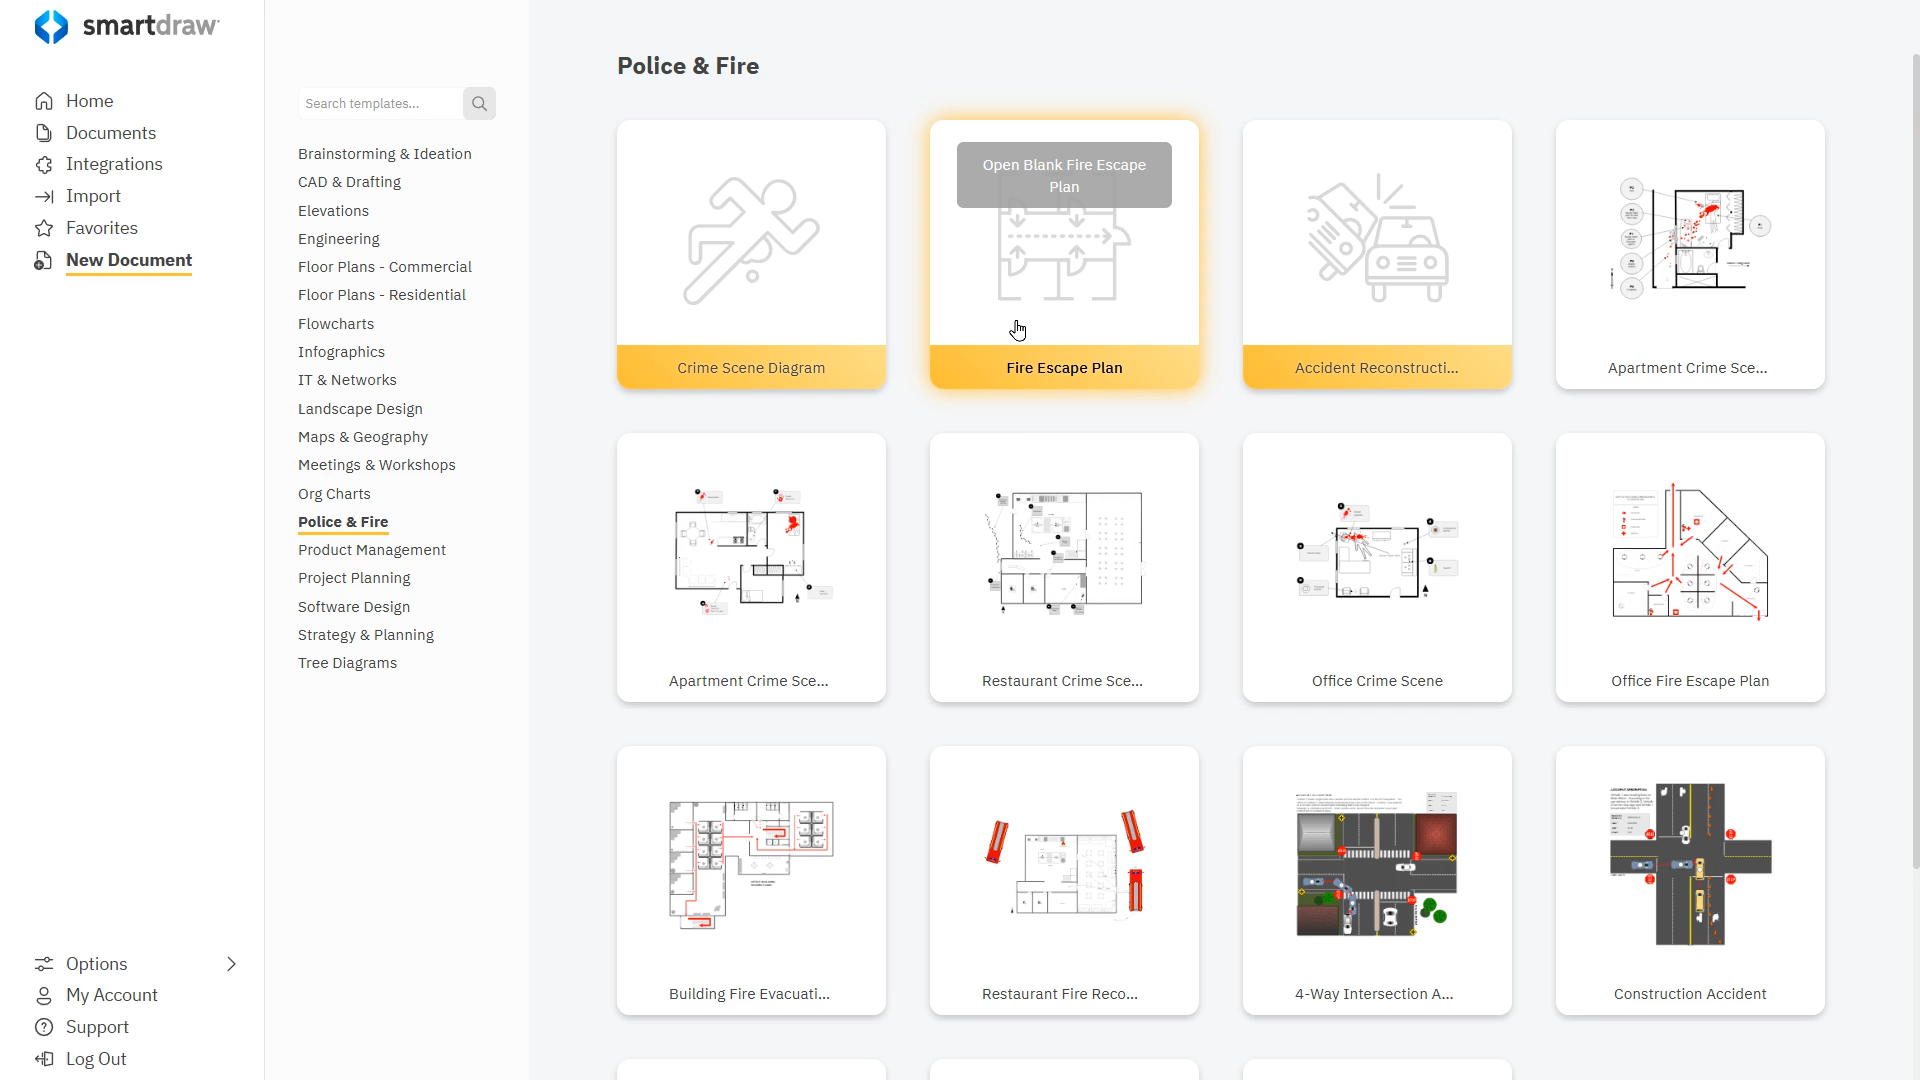 smartdraw
Home
Documents
Integrations
Import
Favorites
New Document
Options
My Account
Support
Log Out
Search templates...
Brainstorming & Ideation
CAD & Drafting
Elevations
Engineering
Floor Plans - Commercial
Floor Plans - Residential
Flowcharts
Infographics
IT & Networks
Landscape Design
Maps & Geography
Meetings & Workshops
Org Charts
Police & Fire
Product Management
Project Planning
Software Design
Strategy & Planning
Tree Diagrams
Police & Fire
Crime Scene Diagram
Open Blank Fire Escape
Plan
Fire Escape Plan
Accident Reconstructi...
Apartment Crime Sce...
Apartment Crime Sce...
Restaurant Crime Sce...
Office Crime Scene
Office Fire Escape Plan
Building Fire Evacuati...
Restaurant Fire Reco...
4-Way Intersection A...
Construction Accident